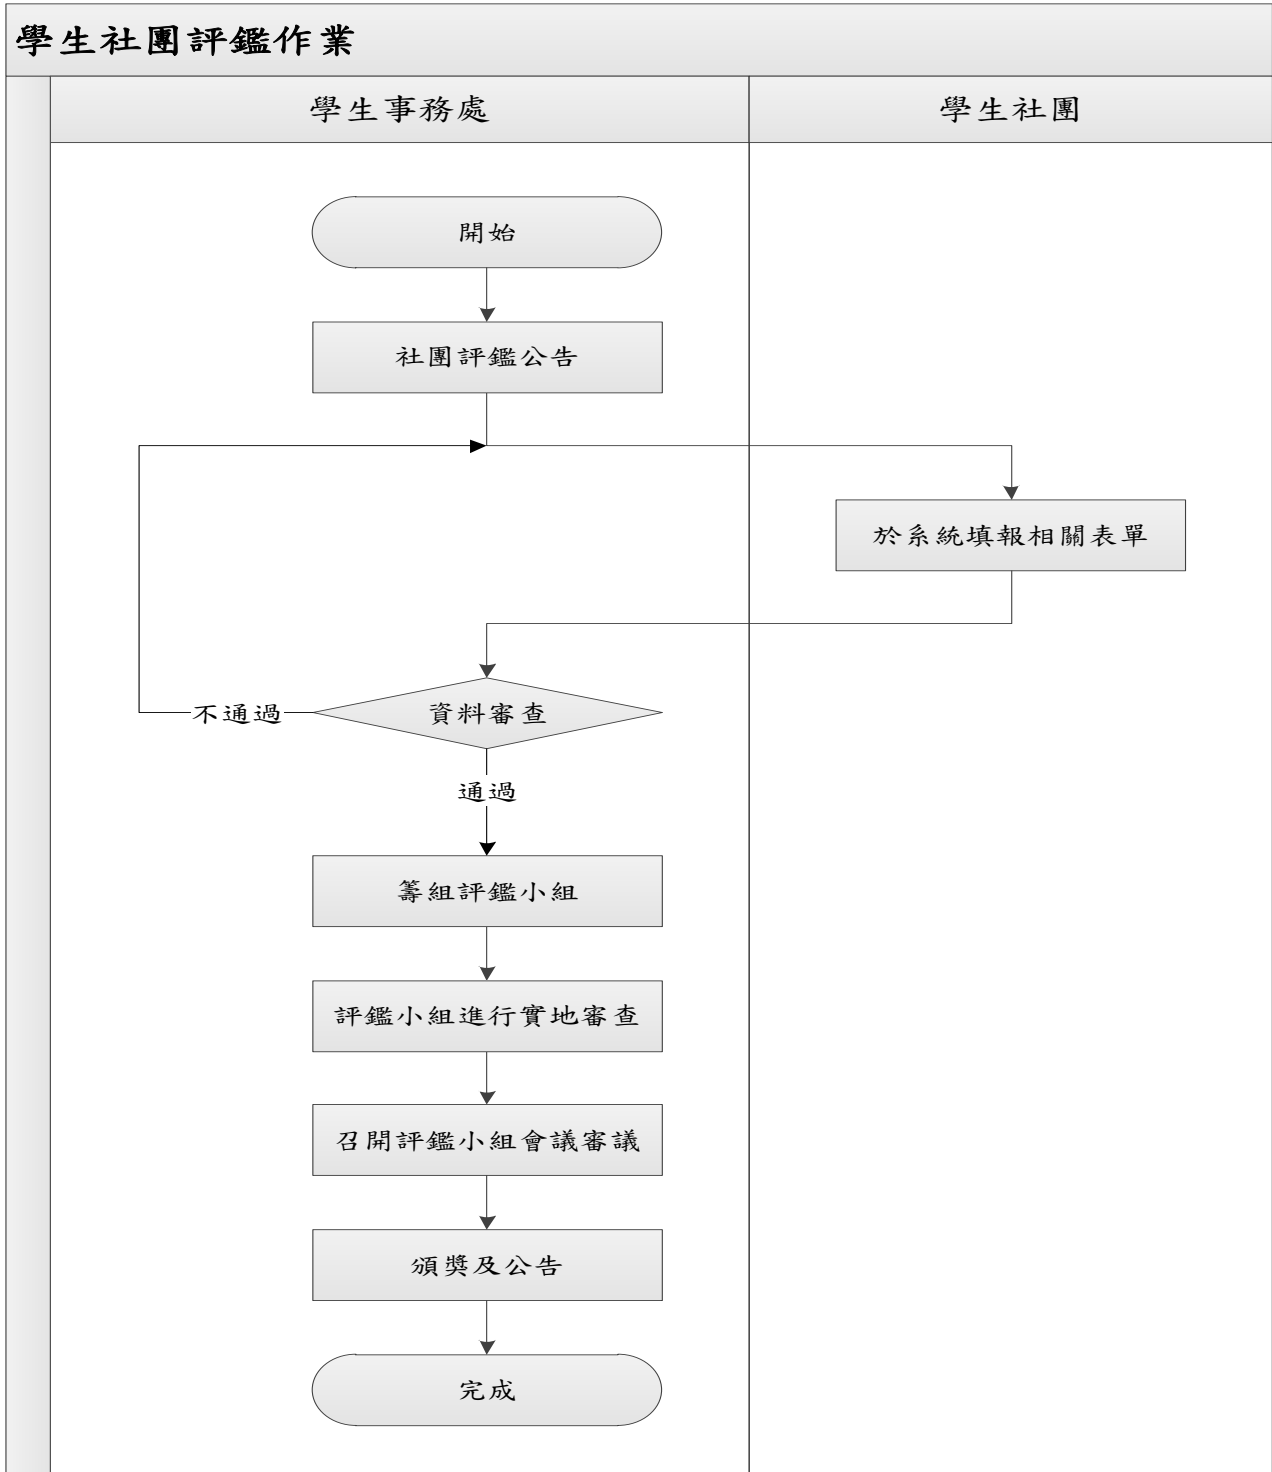 學生社團評鑑作業
學生事務處
學生社團
開始
社團評鑑公告
於系統填報相關表單
資料審查
不通過
通過
籌組評鑑小組
評鑑小組進行實地審查
召開評鑑小組會議審議
頒獎及公告
完成